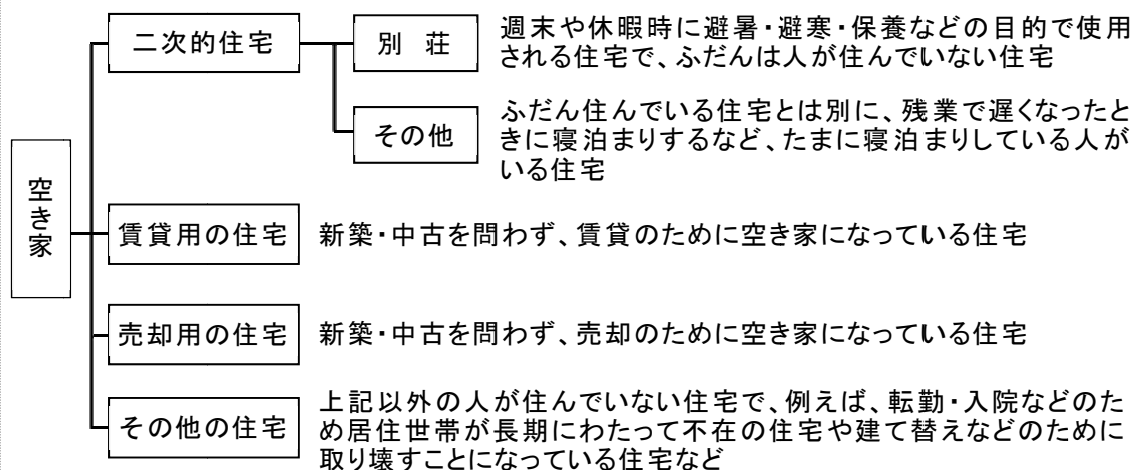 空き家
二次的住宅
別 荘
週末や休暇時に避暑・避寒・保養などの目的で使用
される住宅で、ふだんは人が住んでいない住宅
その他
ふだん住んでいる住宅とは別に、残業で遅くなったと
きに寝泊まりするなど、たまに寝泊まりしている人が
いる住宅
賃貸用の住宅
新築・中古を問わず、賃貸のために空き家になっている住宅
売却用の住宅
新築・中古を問わず、売却のために空き家になっている住宅
その他の住宅
上記以外の人が住んでいない住宅で、例えば、転勤・入院などのた
め居住世帯が長期にわたって不在の住宅や建て替えなどのために
取り壊すことになっている住宅など